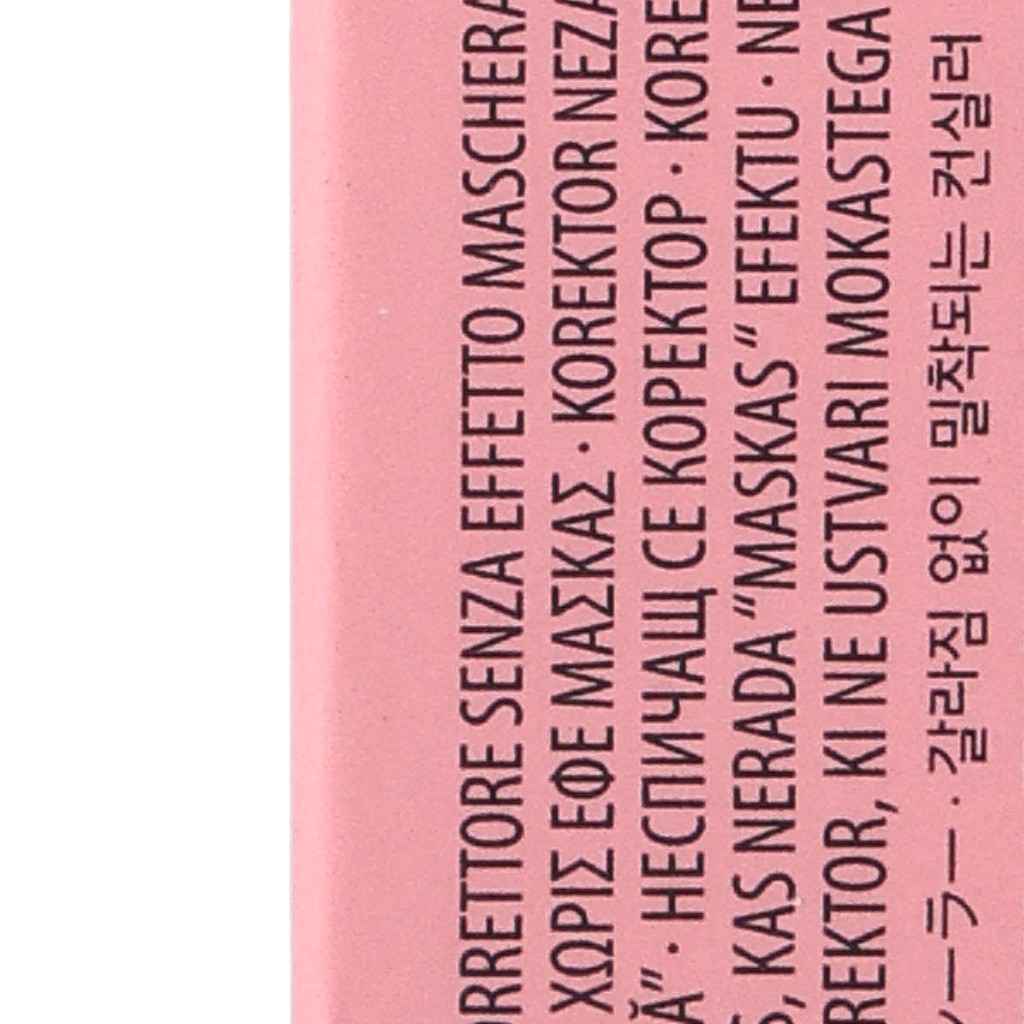 ORRETTORE SENZA EFFETTO MASCHERA
ΧΩΡΙΣ ΕΦΕ ΜΑΣΚΑΣ · KOREKTOR NEZA
Ă” · НЕСПИЧАЩ СЕ КОРЕКТОР · KORE
S, KAS NERADA “MASKAS” EFEKTU · NE
REKTOR, KI NE USTVARI MOKASTEGA
ーラー · 갈라짐 없이 밀착되는 컨실러